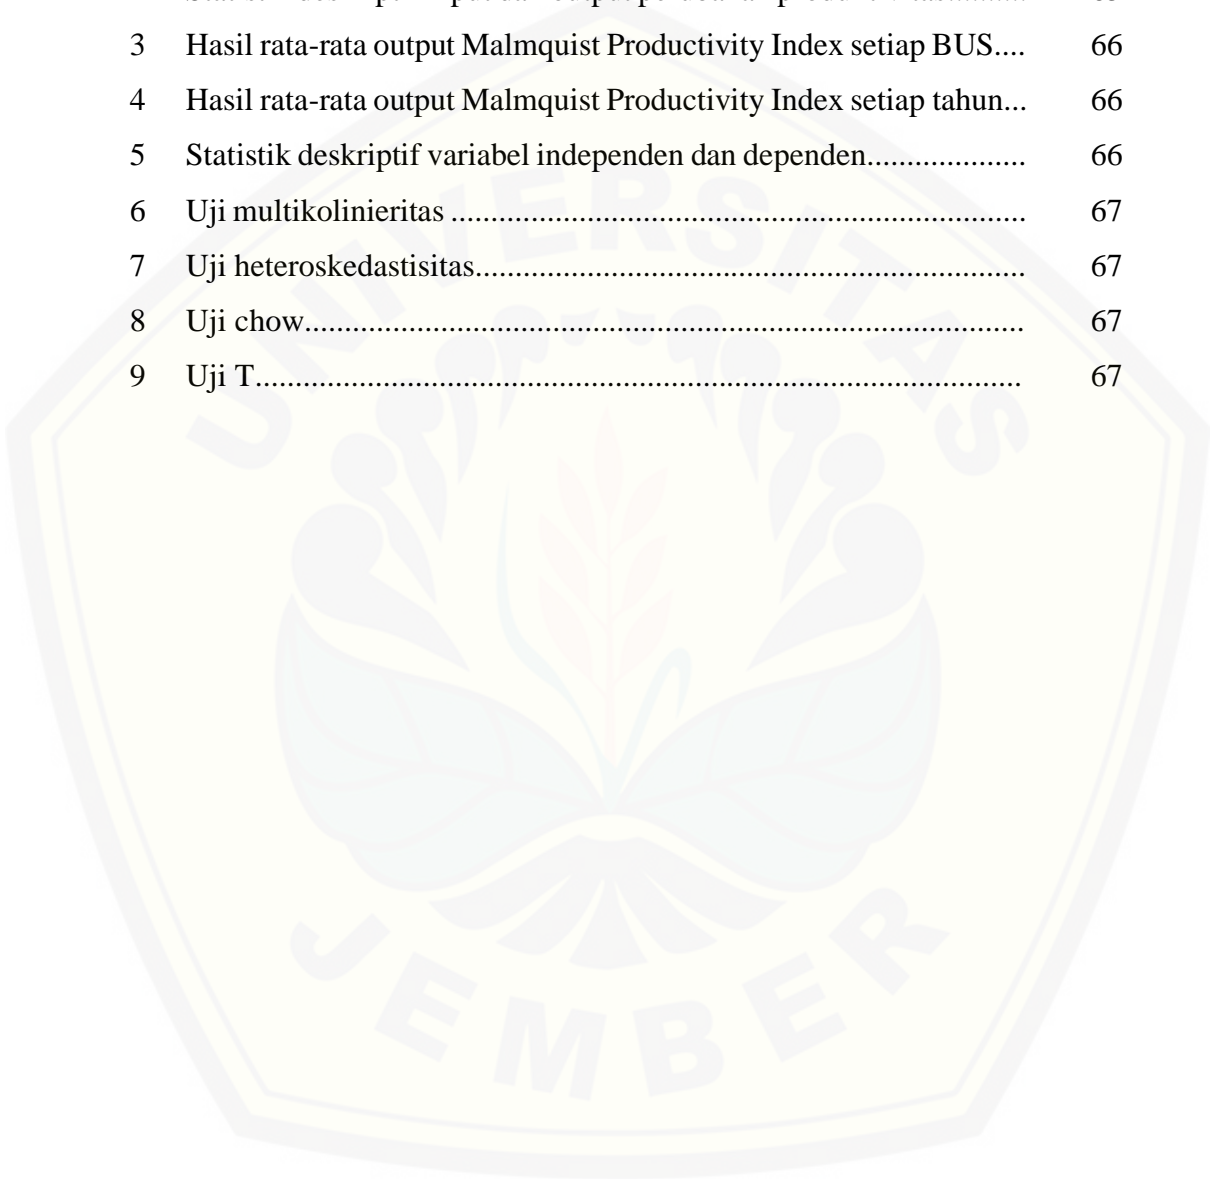 3 Hasil rata-rata output Malmquist Productivity Index setiap BUS.... 66
4 Hasil rata-rata output Malmquist Productivity Index setiap tahun... 66
5 Statistik deskriptif variabel independen dan dependen.................... 66
6 Uji multikolinieritas ........................................................................ 67
7 Uji heteroskedastisitas..................................................................... 67
8 Uji chow.......................................................................................... 67
9 Uji T................................................................................................ 67
UNIVERSITAS
JEMBER